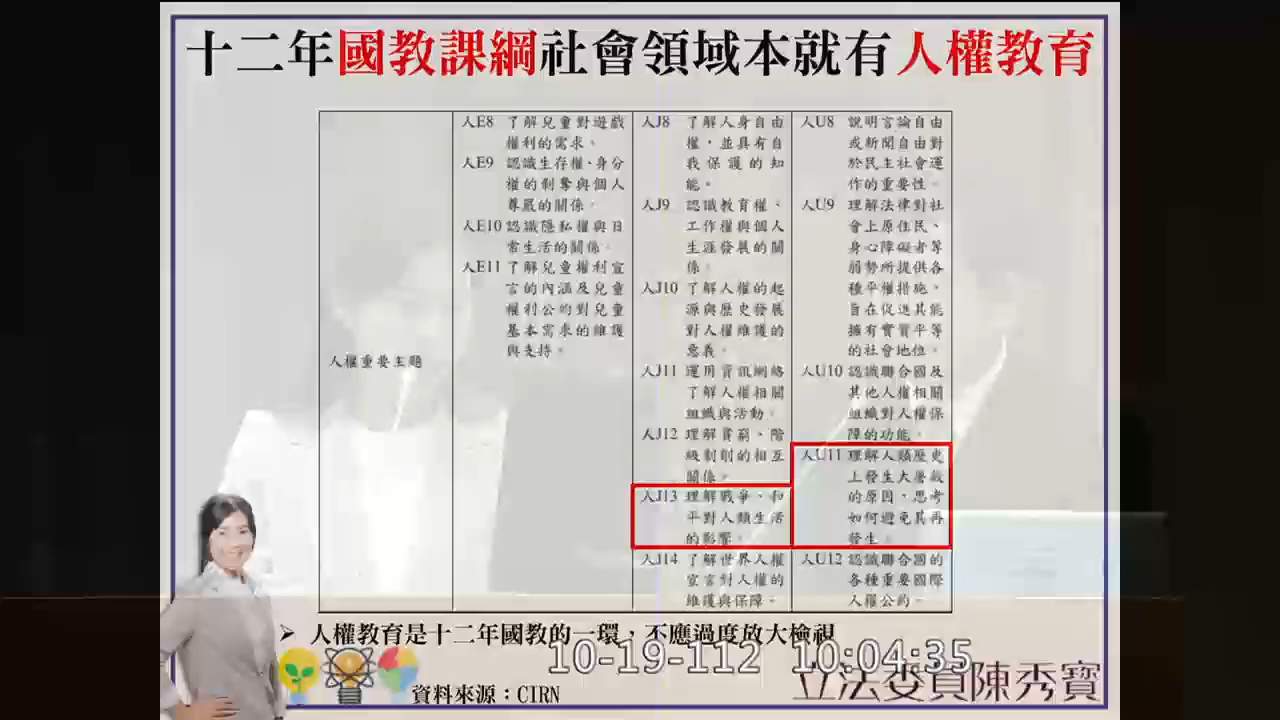 十二年國教課綱社會領域本就有人權教育
人權重要主題
人E8 了解兒童對遊戲
權利的需求。
人E9 認識生存權、身分
權的剝奪與個人
尊嚴的關係。
人E10 認識隱私權與日
常生活的關係。
人E11 了解兒童權利宣
言的內涵及兒童
權利公約對兒童
基本需求的維護
與支持。
人J8 了解人身自由
權，並具有自
我保護的知
能。
人J9 認識教育權、
工作權與個人
生涯發展的關
係。
人J10 了解人權的起
源與歷史發展
對人權維護的
意義。
人J11 運用資訊網絡
了解人權相關
組織與活動。
人J12 理解貧窮、階
級剝削的相互
關係。
人J13 理解戰爭、和
平對人類生活
的影響。
人J14 了解世界人權
宣言對人權的
維護與保障。
人U8 說明言論自由
或新聞自由對
於民主社會運
作的重要性。
人U9 理解法律對社
會上原住民、
身心障礙者等
弱勢所提供各
種平權措施，
旨在促進其能
擁有實質平等
的社會地位。
人U10 認識聯合國及
其他人權相關
組織對人權保
障的功能。
人U11 理解人類歷史
上發生大屠殺
的原因，思考
如何避免其再
發生。
人U12 認識聯合國的
各種重要國際
人權公約。
➢ 人權教育是十二年國教的一環，不應過度放大檢視
10-19-112 10:04:35
立法委員陳秀寶
資料來源：CIRN